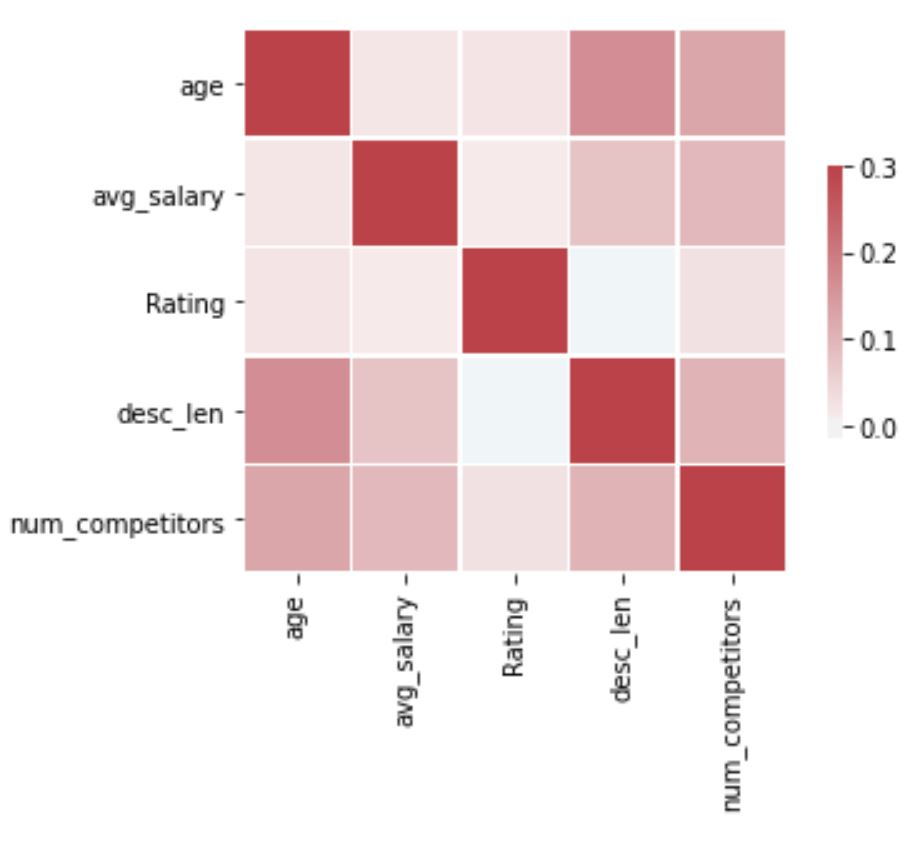 age
avg_salary
Rating
desc_len
num_competitors
0.3
0.2
0.1
0.0
age
avg_salary
Rating
desc_len
num_competitors